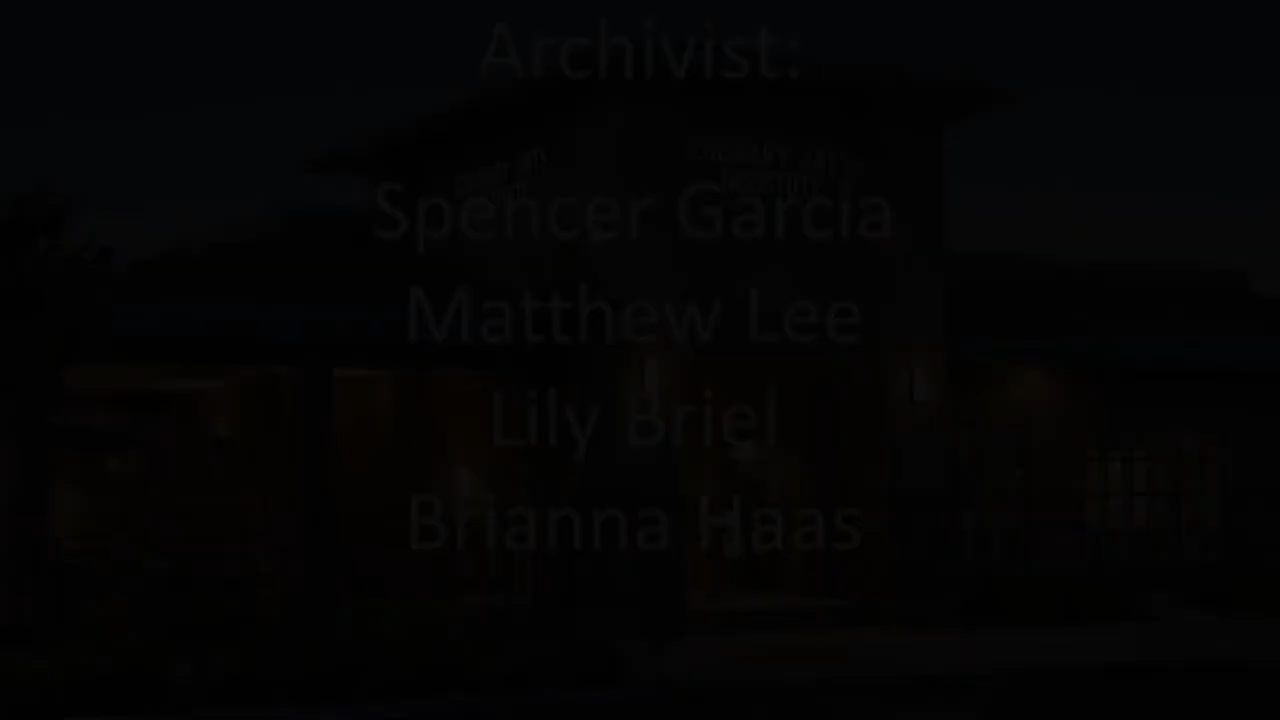 Archivist:
Spencer Garcia
Matthew Lee
Lily Briel
Brianna Haas